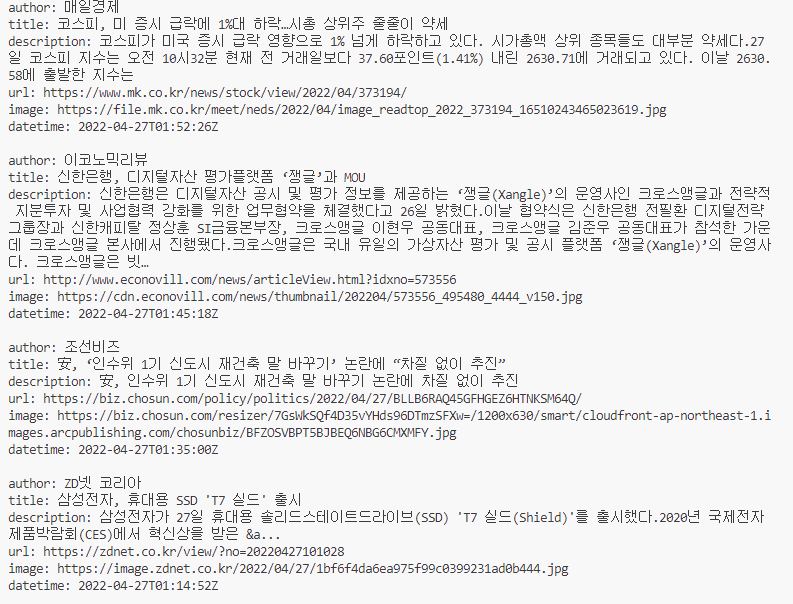 author: 매일경제
title: 코스피, 미 증시 급락에 1%대 하락…시총 상위주 줄줄이 약세
description: 코스피가 미국 증시 급락 영향으로 1% 넘게 하락하고 있다. 시가총액 상위 종목들도 대부분 약세다.27
일 코스피 지수는 오전 10시32분 현재 전 거래일보다 37.60포인트(1.41%) 내린 2630.71에 거래되고 있다. 이날 2630.
58에 출발한 지수는
url: https://www.mk.co.kr/news/stock/view/2022/04/373194/
image: https://file.mk.co.kr/meet/neds/2022/04/image_readtop_2022_373194_16510243465023619.jpg
datetime: 2022-04-27T01:52:26Z
author: 이코노믹리뷰
title: 신한은행, 디지털자산 평가플랫폼 ‘쟁글’과 MOU
description: 신한은행은 디지털자산 공시 및 평가 정보를 제공하는 ‘쟁글(Xangle)’의 운영사인 크로스앵글과 전략적
지분투자 및 사업협력 강화를 위한 업무협약을 체결했다고 26일 밝혔다.이날 협약식은 신한은행 전필환 디지털전략
그룹장과 신한캐피탈 정상훈 SI금융본부장, 크로스앵글 이현우 공동대표, 크로스앵글 김준우 공동대표가 참석한 가운
데 크로스앵글 본사에서 진행됐다.크로스앵글은 국내 유일의 가상자산 평가 및 공시 플랫폼 ‘쟁글(Xangle)’의 운영사
다. 크로스앵글은 빗…
url: http://www.econovill.com/news/articleView.html?idxno=573556
image: https://cdn.econovill.com/news/thumbnail/202204/573556_495480_4444_v150.jpg
datetime: 2022-04-27T01:45:18Z
author: 조선비즈
title: 安, ‘인수위 1기 신도시 재건축 말 바꾸기’ 논란에 “차질 없이 추진”
description: 安, 인수위 1기 신도시 재건축 말 바꾸기 논란에 차질 없이 추진
url: https://biz.chosun.com/policy/politics/2022/04/27/BLLB6RAQ45GFHGEZ6HTNKSM64Q/
image: https://biz.chosun.com/resizer/7GsWkSQf4D35vYHds96DTmzSFXw=/1200x630/smart/cloudfront-ap-northeast-1.i
mages.arcpublishing.com/chosunbiz/BFZOSVBPT5BJBEQ6NBG6CMXMFY.jpg
datetime: 2022-04-27T01:35:00Z
author: ZD넷 코리아
title: 삼성전자, 휴대용 SSD 'T7 실드' 출시
description: 삼성전자가 27일 휴대용 솔리드스테이트드라이브(SSD) 'T7 실드(Shield)'를 출시했다.2020년 국제전자
제품박람회(CES)에서 혁신상을 받은 &a...
url: https://zdnet.co.kr/view/?no=20220427101028
image: https://image.zdnet.co.kr/2022/04/27/1bf6f4da6ea975f99c0399231ad0b444.jpg
datetime: 2022-04-27T01:14:52Z